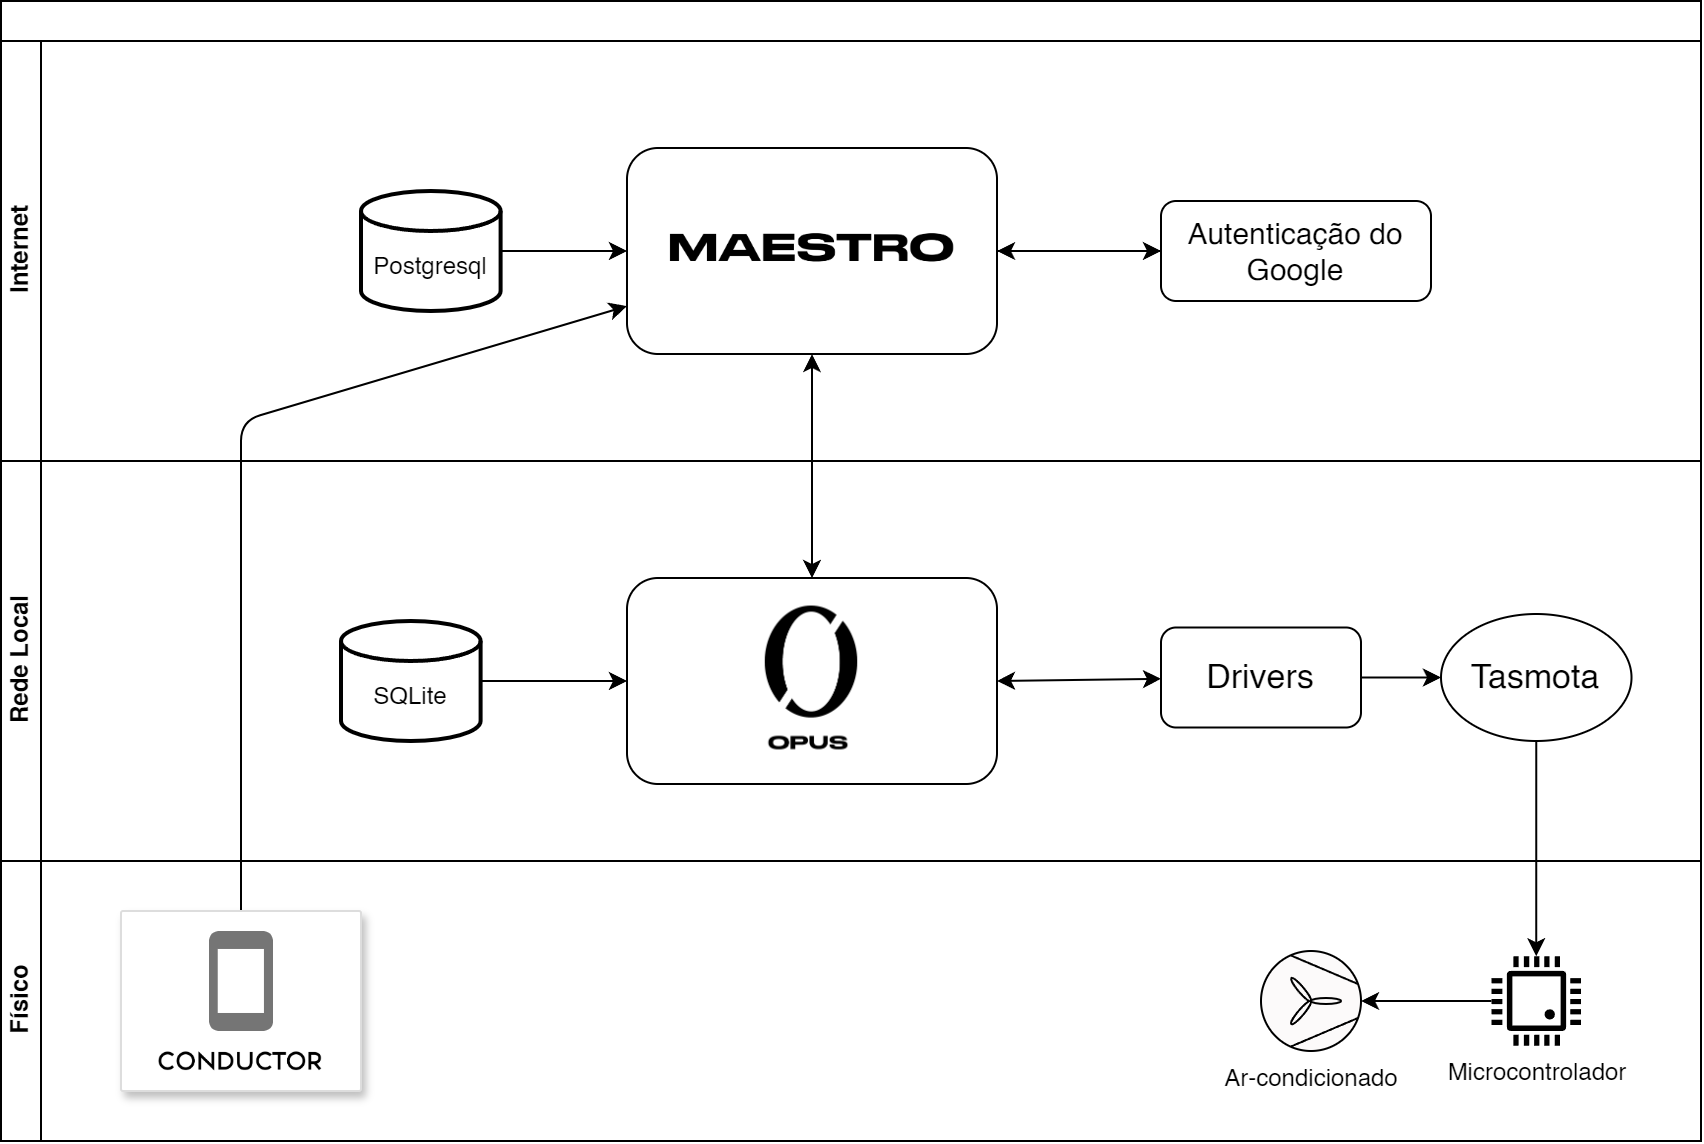 Internet
Postgresql
MAESTRO
Autenticação do
Google
Rede Local
SQLite
OPUS
Drivers
Tasmota
Físico
CONDUCTOR
Ar-condicionado
Microcontrolador